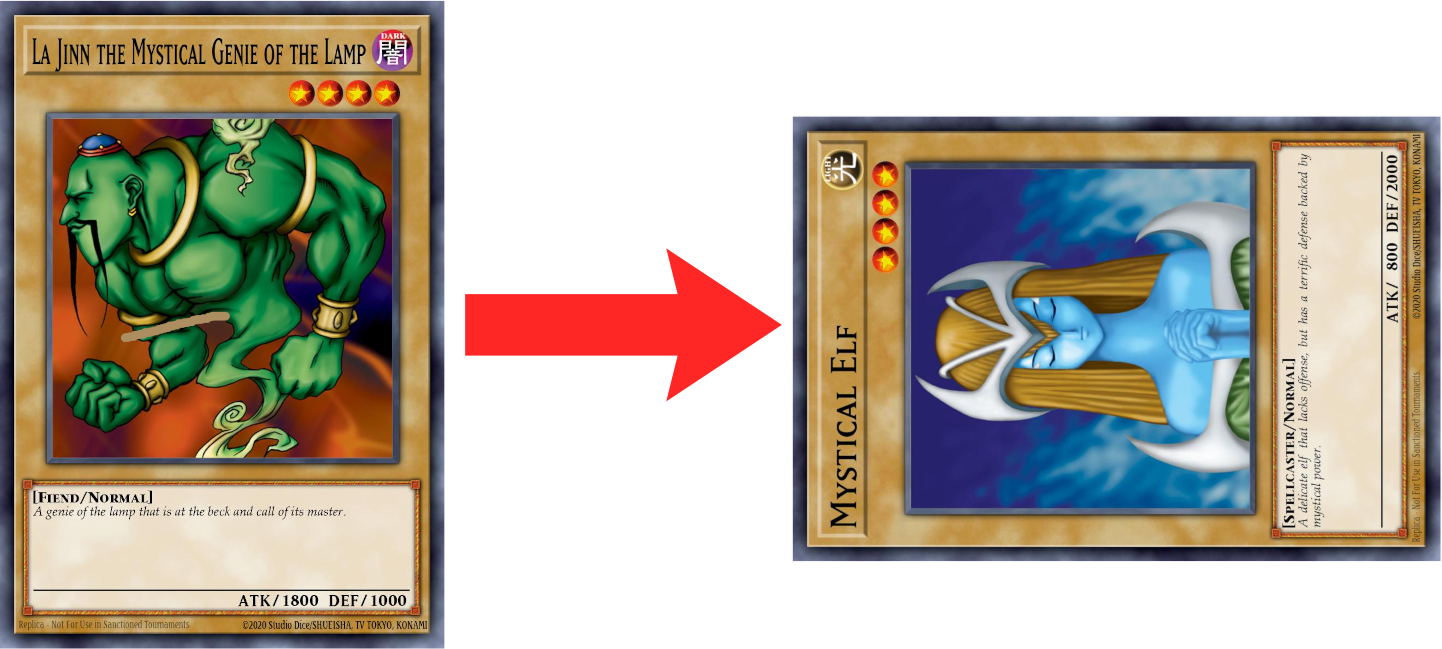 LA JINN THE MYSTICAL GENIE OF THE LAMP
DARK
闇
[FIEND/NORMAL]
A genie of the lamp that is at the beck and call of its master.
ATK/1800 DEF/1000
Replica - Not For Use in Sanctioned Tournaments
©2020 Studio Dice/SHUEISHA, TV TOKYO, KONAMI
MYSTICAL ELF
LIGHT
光
[SPELLCASTER/NORMAL]
A delicate elf that lacks offense, but has a terrific defense backed by
mystical power.
ATK/ 800 DEF/2000
Replica - Not For Use in Sanctioned Tournaments.
©2020 Studio Dice/SHUEISHA, TV TOKYO, KONAMI